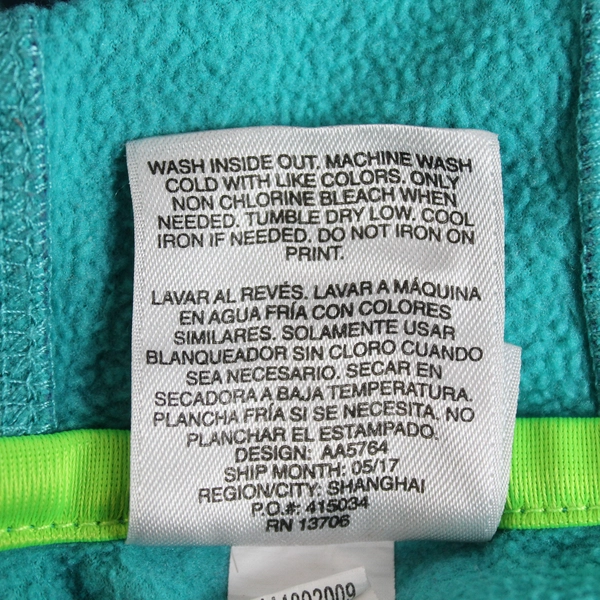 WASH INSIDE OUT. MACHINE WASH
COLD WITH LIKE COLORS. ONLY
NON CHLORINE BLEACH WHEN
NEEDED. TUMBLE DRY LOW. COOL
IRON IF NEEDED. DO NOT IRON ON
PRINT.
LAVAR AL REVÉS. LAVAR A MÁQUINA
EN AGUA FRÍA CON COLORES
SIMILARES. SOLAMENTE USAR
BLANQUEADOR SIN CLORO CUANDO
SEA NECESARIO. SECAR EN
SECADORA A BAJA TEMPERATURA.
PLANCHA FRÍA SI SE NECESITA. NO
PLANCHAR EL ESTAMPADO.
DESIGN: AA5764
SHIP MONTH: 05/17
REGION/CITY: SHANGHAI
P.O.#: 415034
RN 13706